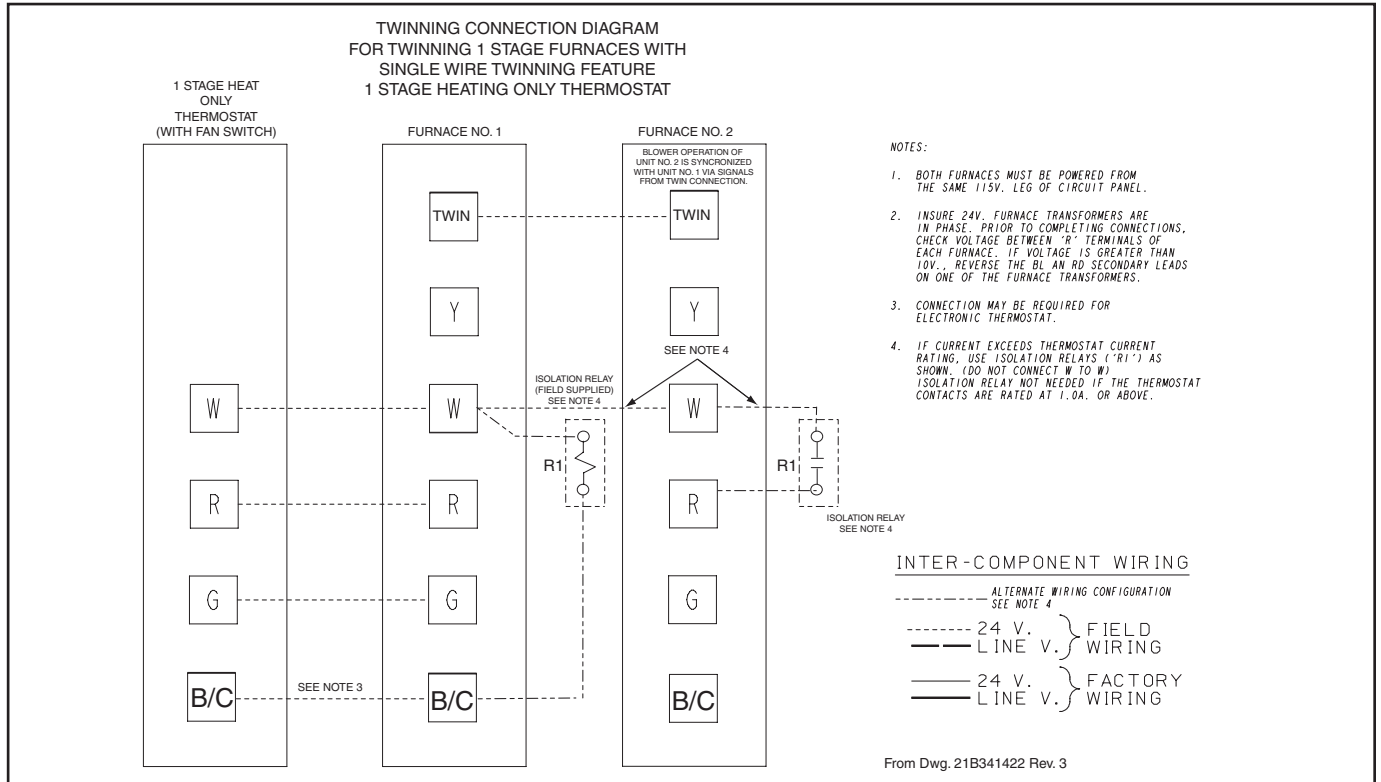 TWINNING CONNECTION DIAGRAM
FOR TWINNING 1 STAGE FURNACES WITH
SINGLE WIRE TWINNING FEATURE
1 STAGE HEATING ONLY THERMOSTAT
1 STAGE HEAT
ONLY
THERMOSTAT
(WITH FAN SWITCH)
FURNACE NO. 1
FURNACE NO. 2
BLOWER OPERATION OF
UNIT NO. 2 IS SYNCRONIZED
WITH UNIT NO. 1 VIA SIGNALS
FROM TWIN CONNECTION.
TWIN
TWIN
Y
Y
SEE NOTE 4
ISOLATION RELAY
(FIELD SUPPLIED)
SEE NOTE 4
W
W
W
R1
R1
R
R
R
ISOLATION RELAY
SEE NOTE 4
G
G
G
B/C
SEE NOTE 3
B/C
B/C
NOTES:
1. BOTH FURNACES MUST BE POWERED FROM
THE SAME 115V. LEG OF CIRCUIT PANEL.
2. INSURE 24V. FURNACE TRANSFORMERS ARE
IN PHASE. PRIOR TO COMPLETING CONNECTIONS,
CHECK VOLTAGE BETWEEN 'R' TERMINALS OF
EACH FURNACE. IF VOLTAGE IS GREATER THAN
10V., REVERSE THE BL AN RD SECONDARY LEADS
ON ONE OF THE FURNACE TRANSFORMERS.
3. CONNECTION MAY BE REQUIRED FOR
ELECTRONIC THERMOSTAT.
4. IF CURRENT EXCEEDS THERMOSTAT CURRENT
RATING, USE ISOLATION RELAYS ('R1') AS
SHOWN. (DO NOT CONNECT W TO W)
ISOLATION RELAY NOT NEEDED IF THE THERMOSTAT
CONTACTS ARE RATED AT 1.0A. OR ABOVE.
INTER-COMPONENT WIRING
ALTERNATE WIRING CONFIGURATION
SEE NOTE 4
24 V.
LINE V.
FIELD
WIRING
24 V.
LINE V.
FACTORY
WIRING
From Dwg. 21B341422 Rev. 3